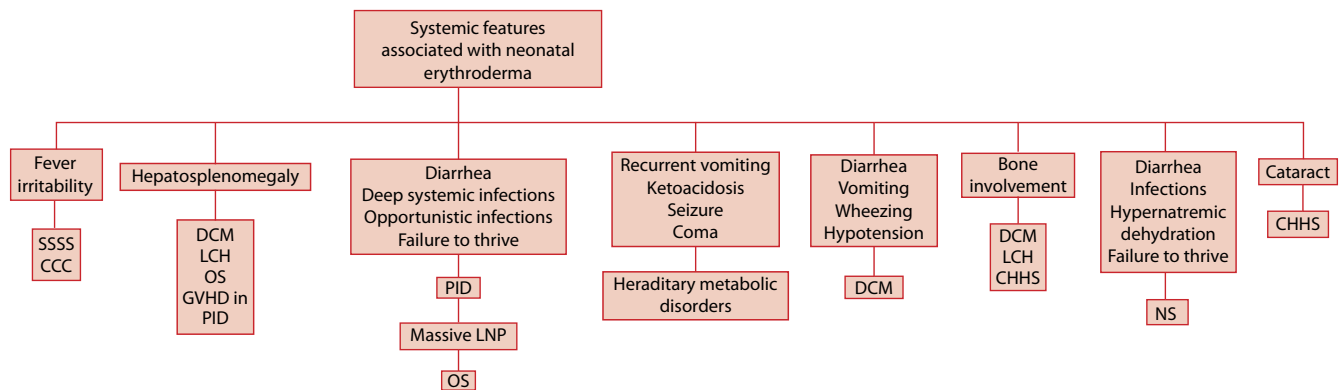 Systemic features
associated with neonatal
erythroderma
Fever
irritability
SSSS
CCC
Hepatosplenomegaly
DCM
LCH
OS
GVHD in
PID
Diarrhea
Deep systemic infections
Opportunistic infections
Failure to thrive
PID
Massive LNP
OS
Recurrent vomiting
Ketoacidosis
Seizure
Coma
Heraditary metabolic
disorders
Diarrhea
Vomiting
Wheezing
Hypotension
DCM
Bone
involvement
DCM
LCH
CHHS
Diarrhea
Infections
Hypernatremic
dehydration
Failure to thrive
NS
Cataract
CHHS